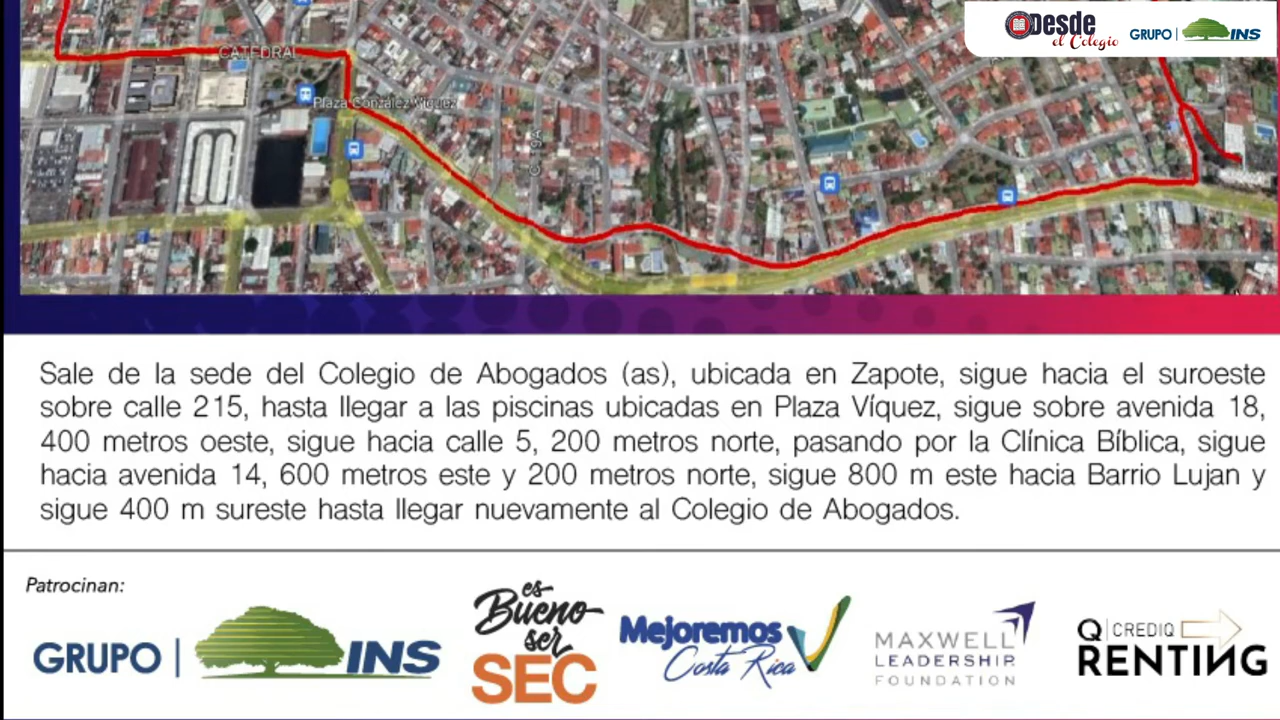 Desde
el Colegio
GRUPO | INS
CATEDRAL
Plaza González Víquez
C. 19A
Sale de la sede del Colegio de Abogados (as), ubicada en Zapote, sigue hacia el suroeste
sobre calle 215, hasta llegar a las piscinas ubicadas en Plaza Víquez, sigue sobre avenida 18,
400 metros oeste, sigue hacia calle 5, 200 metros norte, pasando por la Clínica Bíblica, sigue
hacia avenida 14, 600 metros este y 200 metros norte, sigue 800 m este hacia Barrio Lujan y
sigue 400 m sureste hasta llegar nuevamente al Colegio de Abogados.
Patrocinan:
GRUPO | INS
es
Bueno
ser
SEC
Mejoremos
Costa Rica
MAXWELL
LEADERSHIP
FOUNDATION
Q | CREDIQ
RENTING